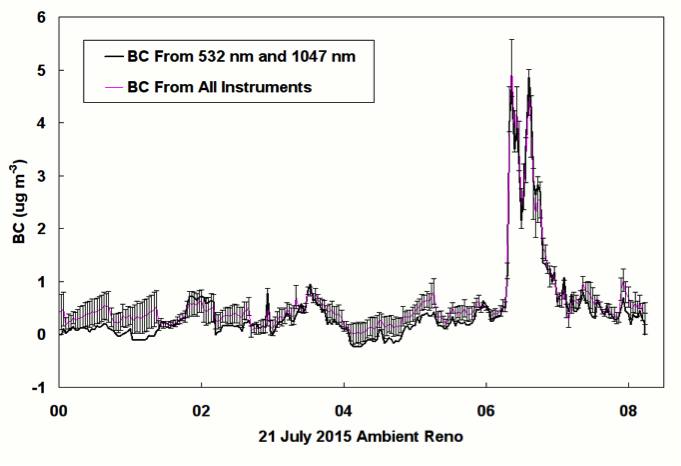 6
5
4
3
2
1
0
-1
BC (ug m-3)
BC From 532 nm and 1047 nm
BC From All Instruments
00 02 04 06 08
21 July 2015 Ambient Reno